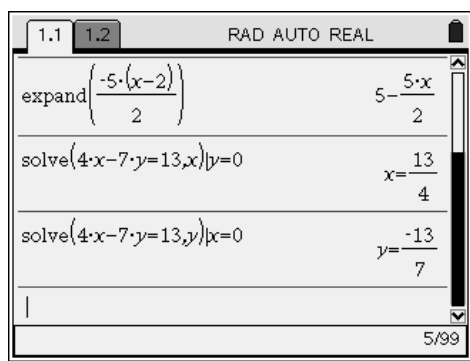 1.1 1.2 RAD AUTO REAL
expand(-5·(x-2)/2) 5-5·x/2
solve(4·x-7·y=13,x)|y=0 x=13/4
solve(4·x-7·y=13,y)|x=0 y=-13/7
5/99